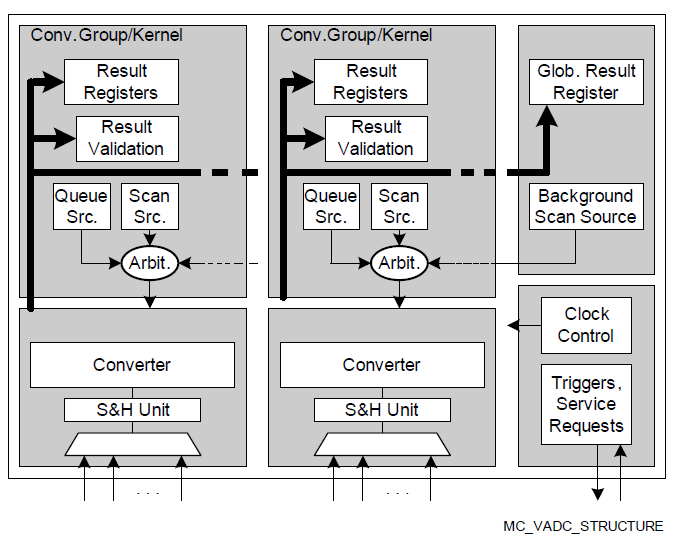 Conv.Group/Kernel
Result
Registers
Result
Validation
Queue
Src.
Scan
Src.
Arbit.
Converter
S&H Unit
. . .
Conv.Group/Kernel
Result
Registers
Result
Validation
Queue
Src.
Scan
Src.
Arbit.
Converter
S&H Unit
. . .
Glob. Result
Register
Background
Scan Source
Clock
Control
Triggers,
Service
Requests
MC_VADC_STRUCTURE